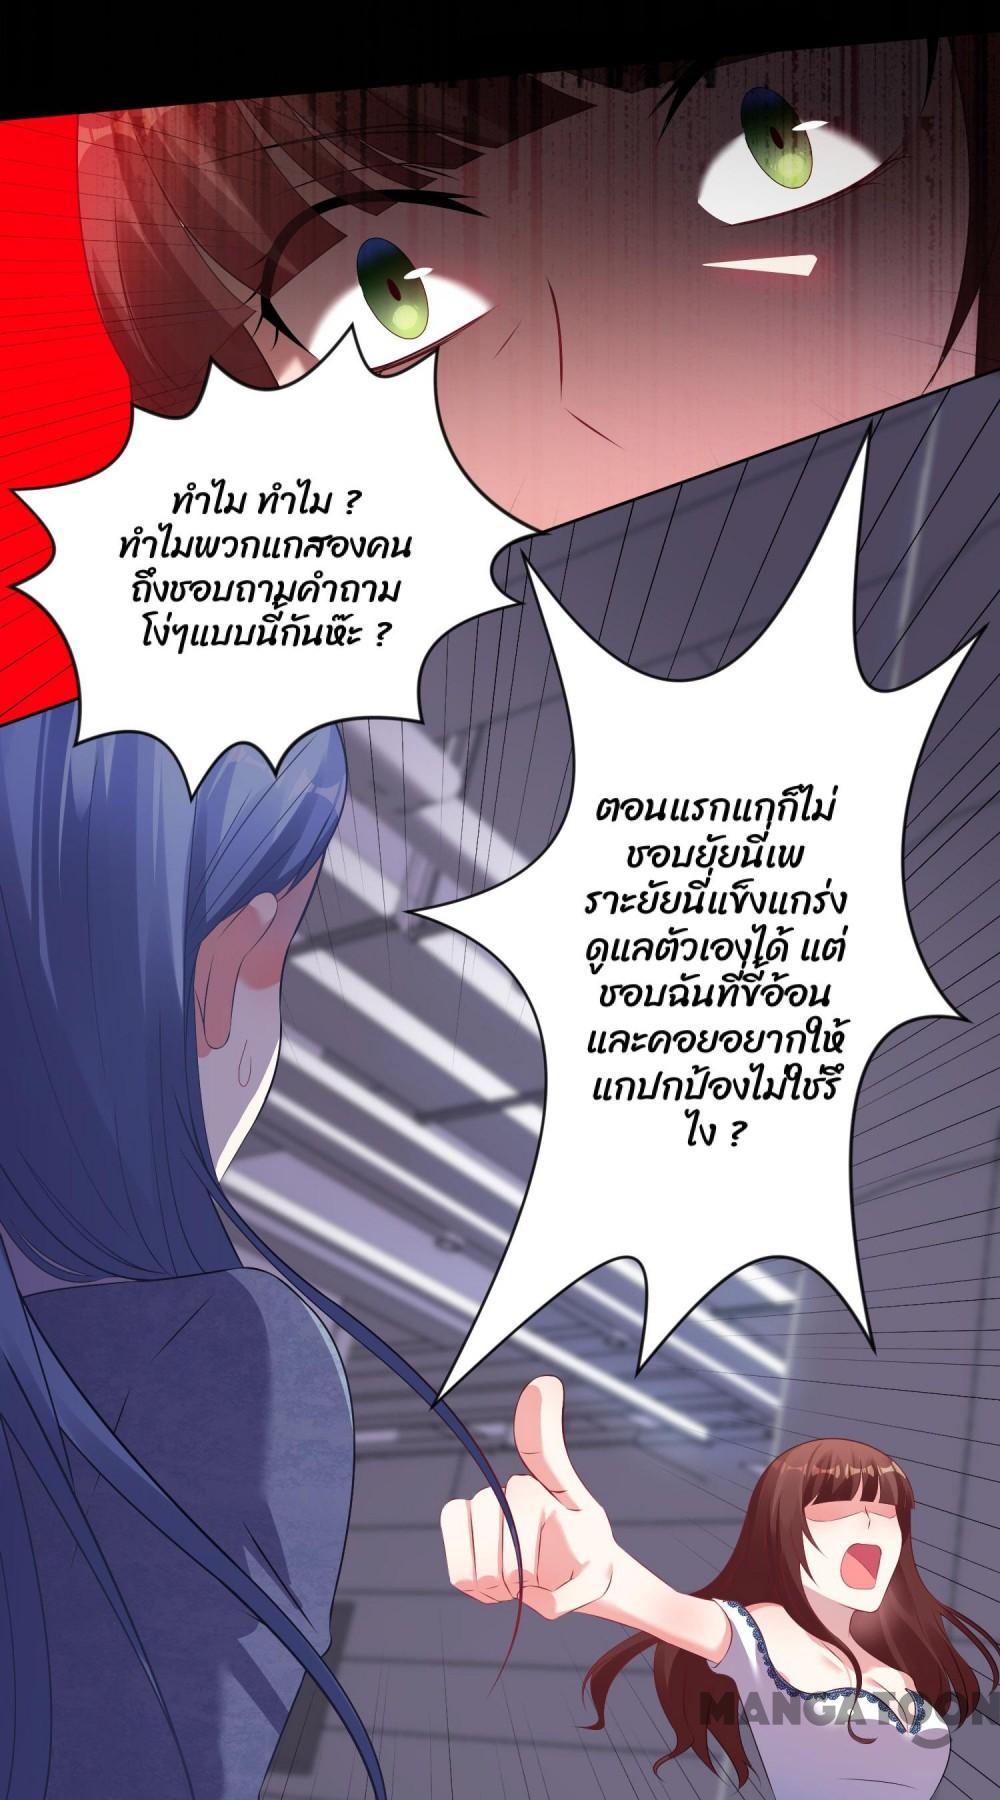 ทำไม ทำไม ?
ทำไมพวกแกสองคน
ถึงชอบถามคำถาม
โง่ๆแบบนี้กันห๊ะ ?
ตอนแรกแกก็ไม่
ชอบยัยนี่เพ
ราะยัยนี่แข็งแกร่ง
ดูแลตัวเองได้ แต่
ชอบฉันที่ขี้อ้อน
และคอยอยากให้
แกปกป้องไม่ใช่รึ
ไง ?
MANGATOON